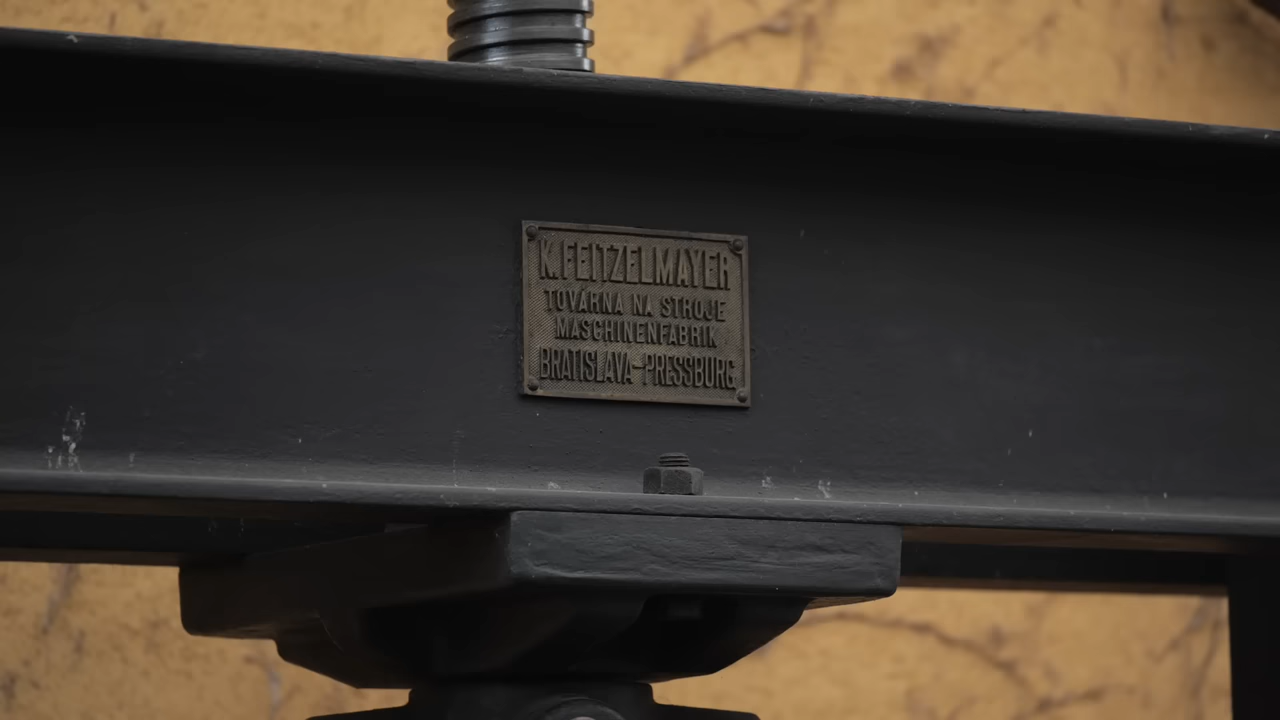 K. FEITZELMAYER
TOVÁRNA NA STROJE
MASCHINENFABRIK
BRATISLAVA-PRESSBURG